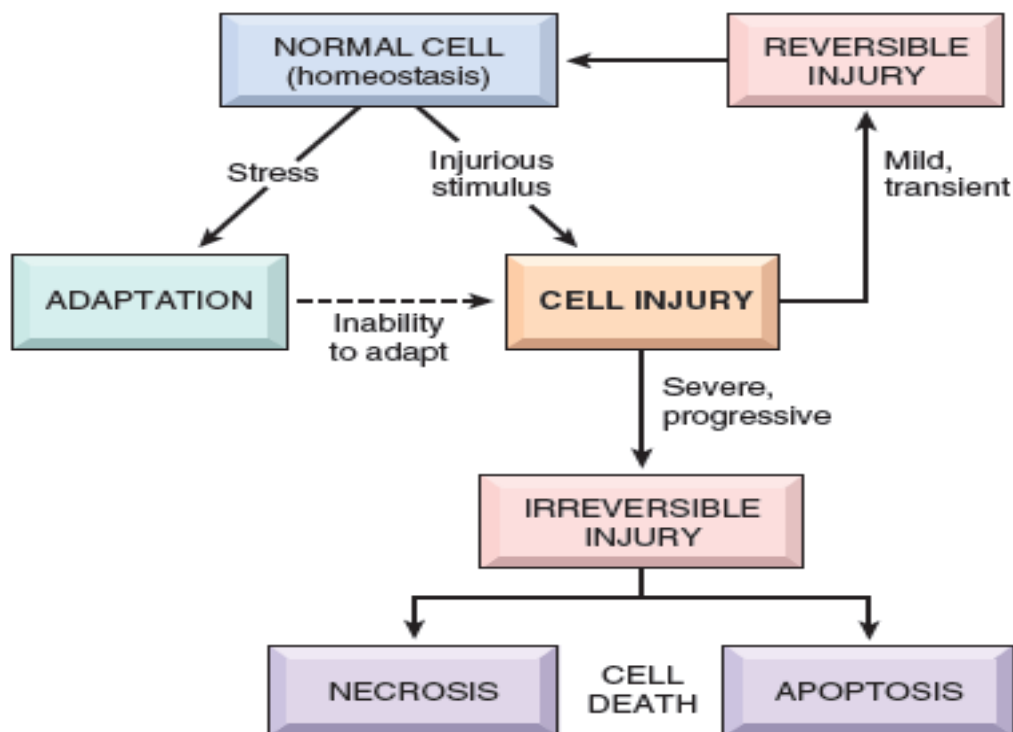 NORMAL CELL
(homeostasis)
REVERSIBLE
INJURY
Stress
Injurious
stimulus
Mild,
transient
ADAPTATION
Inability
to adapt
CELL INJURY
Severe,
progressive
IRREVERSIBLE
INJURY
NECROSIS
CELL
DEATH
APOPTOSIS